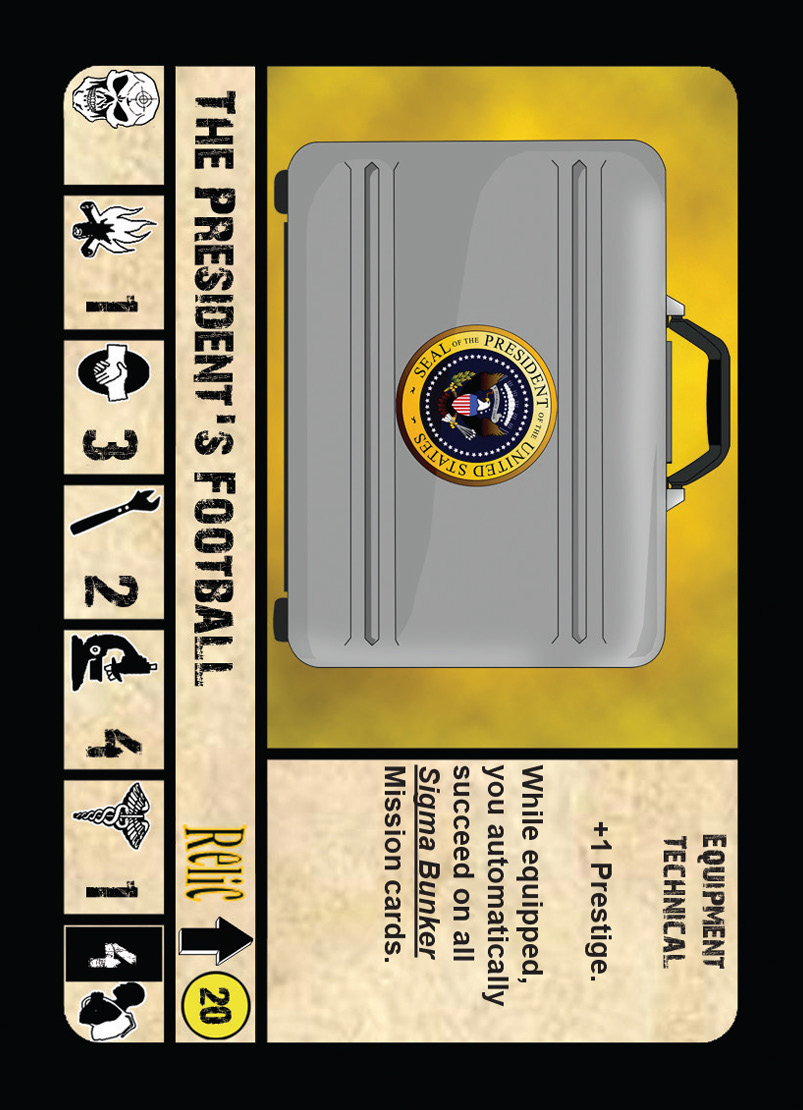 EQUIPMENT
TECHNICAL
+1 Prestige.
While equipped,
you automatically
succeed on all
Sigma Bunker
Mission cards.
SEAL OF THE PRESIDENT OF THE UNITED STATES
THE PRESIDENT'S FOOTBALL
Relic
20
1
3
2
4
1
4